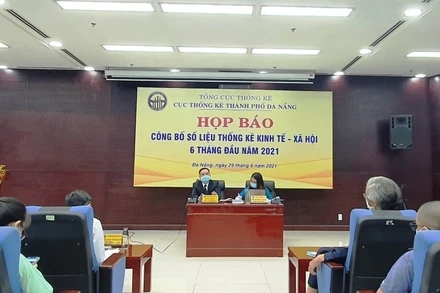 TỔNG CỤC THỐNG KÊ
CỤC THỐNG KÊ THÀNH PHỐ ĐÀ NẴNG
HỌP BÁO
CÔNG BỐ SỐ LIỆU THỐNG KÊ KINH TẾ - XÃ HỘI
6 THÁNG ĐẦU NĂM 2021
Đà Nẵng, ngày 29 tháng 6 năm 2021